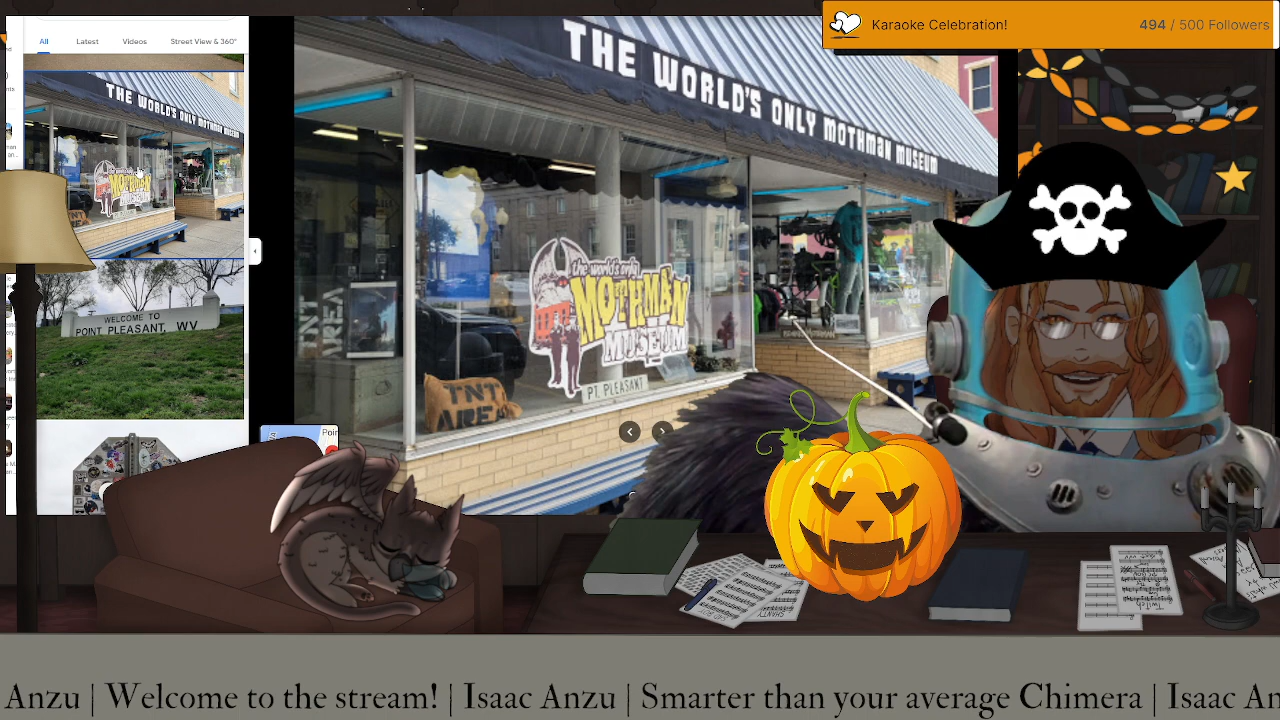 Karaoke Celebration! 494 / 500 Followers
All Latest Videos Street View & 360°
THE WORLD'S ONLY MOTHMAN MUSEUM
MOTHMAN
WELCOME TO
POINT PLEASANT, WV
Poin
THE WORLD'S ONLY MOTHMAN MUSEUM
the world's only
MOTHMAN
MUSEUM
PT. PLEASANT
TNT
AREA
TNT
AREA
Anzu | Welcome to the stream! | Isaac Anzu | Smarter than your average Chimera | Isaac An